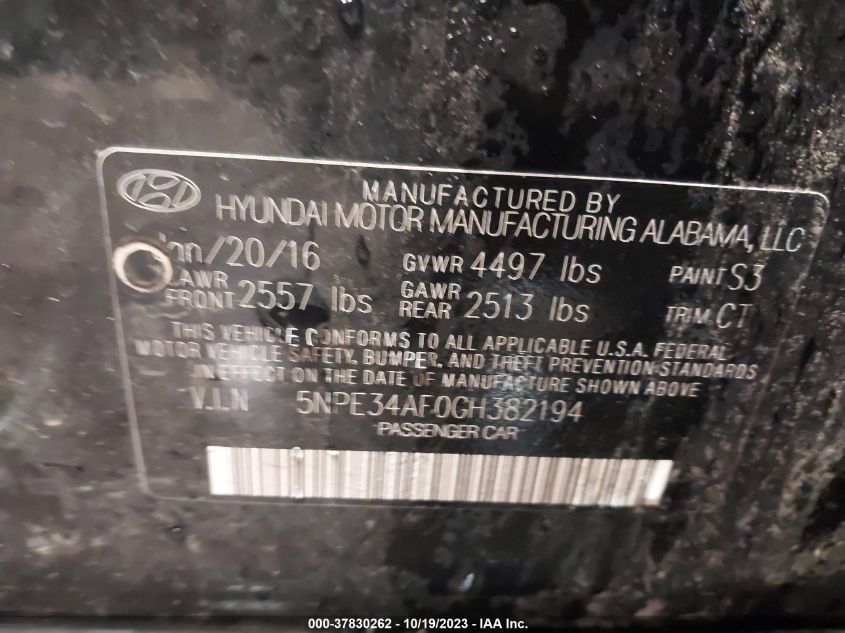 MANUFACTURED BY
HYUNDAI MOTOR MANUFACTURING ALABAMA, LLC
Jan/20/16 GVWR 4497 lbs PAINT S3
GAWR FRONT 2557 lbs GAWR REAR 2513 lbs TRIM CT
THIS VEHICLE CONFORMS TO ALL APPLICABLE U.S.A. FEDERAL
MOTOR VEHICLE SAFETY, BUMPER, AND THEFT PREVENTION STANDARDS
IN EFFECT ON THE DATE OF MANUFACTURE SHOWN ABOVE
V.I.N 5NPE34AF0GH382194
PASSENGER CAR
000-37830262 - 10/19/2023 - © IAA Holdings, LLC.